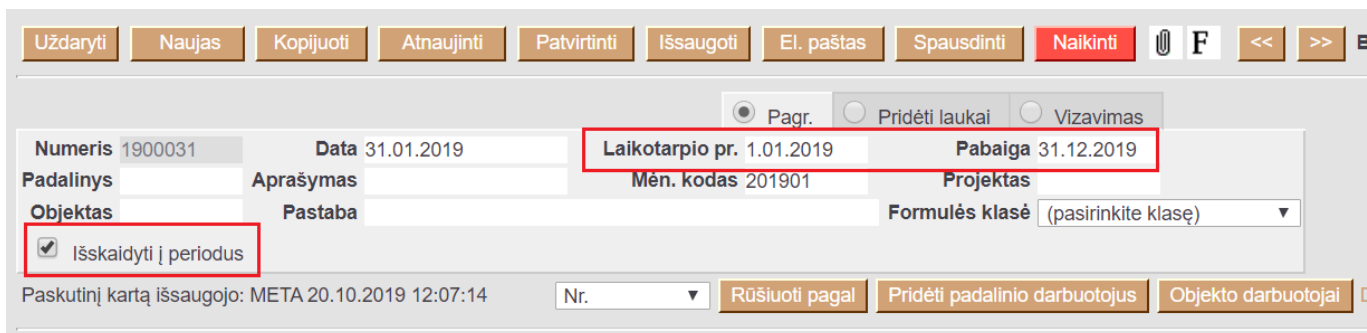 Uždaryti Naujas Kopijuoti Atnaujinti Patvirtinti Išsaugoti El. paštas Spausdinti Naikinti F << >>
Pagr. Pridėti laukai Vizavimas
Numeris 1900031 Data 31.01.2019 Laikotarpio pr. 1.01.2019 Pabaiga 31.12.2019
Padalinys Aprašymas Mėn. kodas 201901 Projektas
Objektas Pastaba Formulės klasė (pasirinkite klasę)
Išskaidyti į periodus
Paskutinį kartą išsaugojo: META 20.10.2019 12:07:14 Nr. Rūšiuoti pagal Pridėti padalinio darbuotojus Objekto darbuotojai